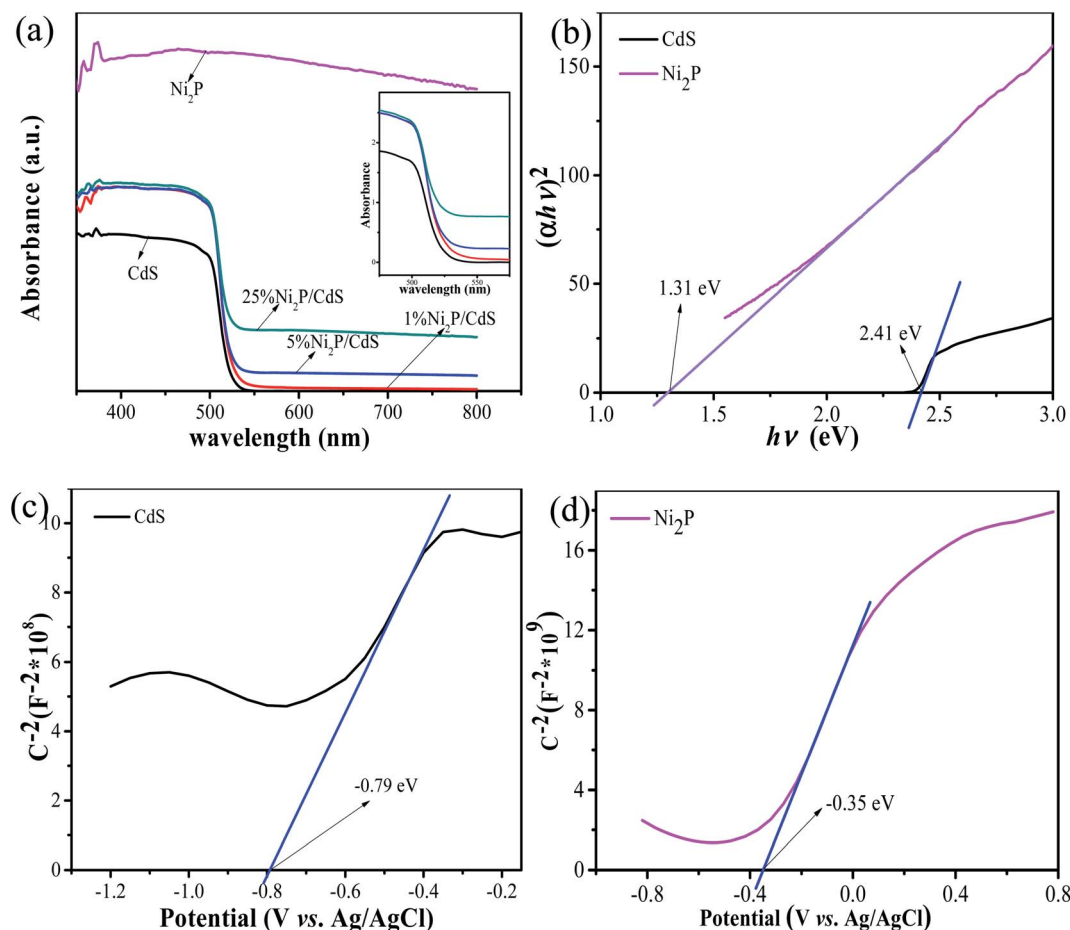 (a)
Ni₂P
CdS
25%Ni₂P/CdS
5%Ni₂P/CdS
1%Ni₂P/CdS
Absorbance (a.u.)
400 500 600 700 800
wavelength (nm)
2
1
0
Absorbance
500 550
wavelength (nm)
(b)
CdS
Ni₂P
150
100
50
0
(αhν)²
1.31 eV
2.41 eV
1.0 1.5 2.0 2.5 3.0
hν (eV)
(c)
CdS
10
8
6
4
2
0
C⁻²(F⁻²*10⁸)
-0.79 eV
-1.2 -1.0 -0.8 -0.6 -0.4 -0.2
Potential (V vs. Ag/AgCl)
(d)
Ni₂P
16
12
8
4
0
C⁻²(F⁻²*10⁹)
-0.35 eV
-0.8 -0.4 0.0 0.4 0.8
Potential (V vs. Ag/AgCl)